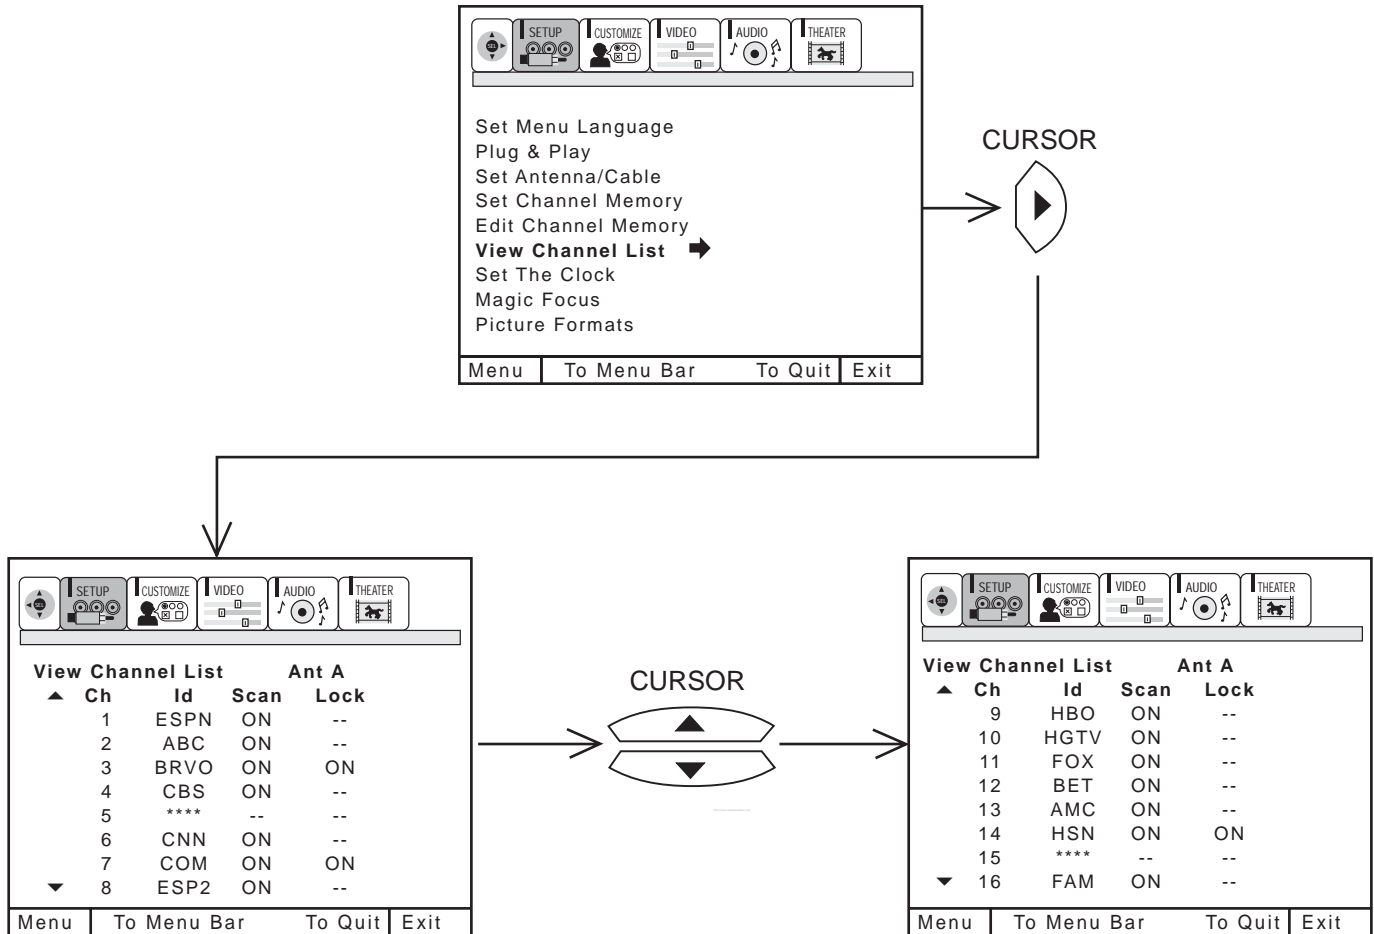 SEL SETUP CUSTOMIZE VIDEO AUDIO THEATER
Set Menu Language
Plug & Play
Set Antenna/Cable
Set Channel Memory
Edit Channel Memory
View Channel List
Set The Clock
Magic Focus
Picture Formats
Menu To Menu Bar To Quit Exit
CURSOR
SEL SETUP CUSTOMIZE VIDEO AUDIO THEATER
View Channel List Ant A
Ch Id Scan Lock
1 ESPN ON --
2 ABC ON --
3 BRVO ON ON
4 CBS ON --
5 **** -- --
6 CNN ON --
7 COM ON ON
8 ESP2 ON --
Menu To Menu Bar To Quit Exit
CURSOR
SEL SETUP CUSTOMIZE VIDEO AUDIO THEATER
View Channel List Ant A
Ch Id Scan Lock
9 HBO ON --
10 HGTV ON --
11 FOX ON --
12 BET ON --
13 AMC ON --
14 HSN ON ON
15 **** -- --
16 FAM ON --
Menu To Menu Bar To Quit Exit